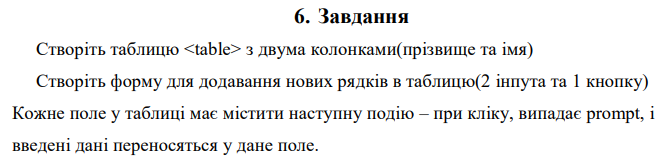 6. Завдання
Створіть таблицю <table> з двума колонками(прізвище та імя)
Створіть форму для додавання нових рядків в таблицю(2 інпута та 1 кнопку)
Кожне поле у таблиці має містити наступну подію – при кліку, випадає prompt, і
введені дані переносяться у дане поле.